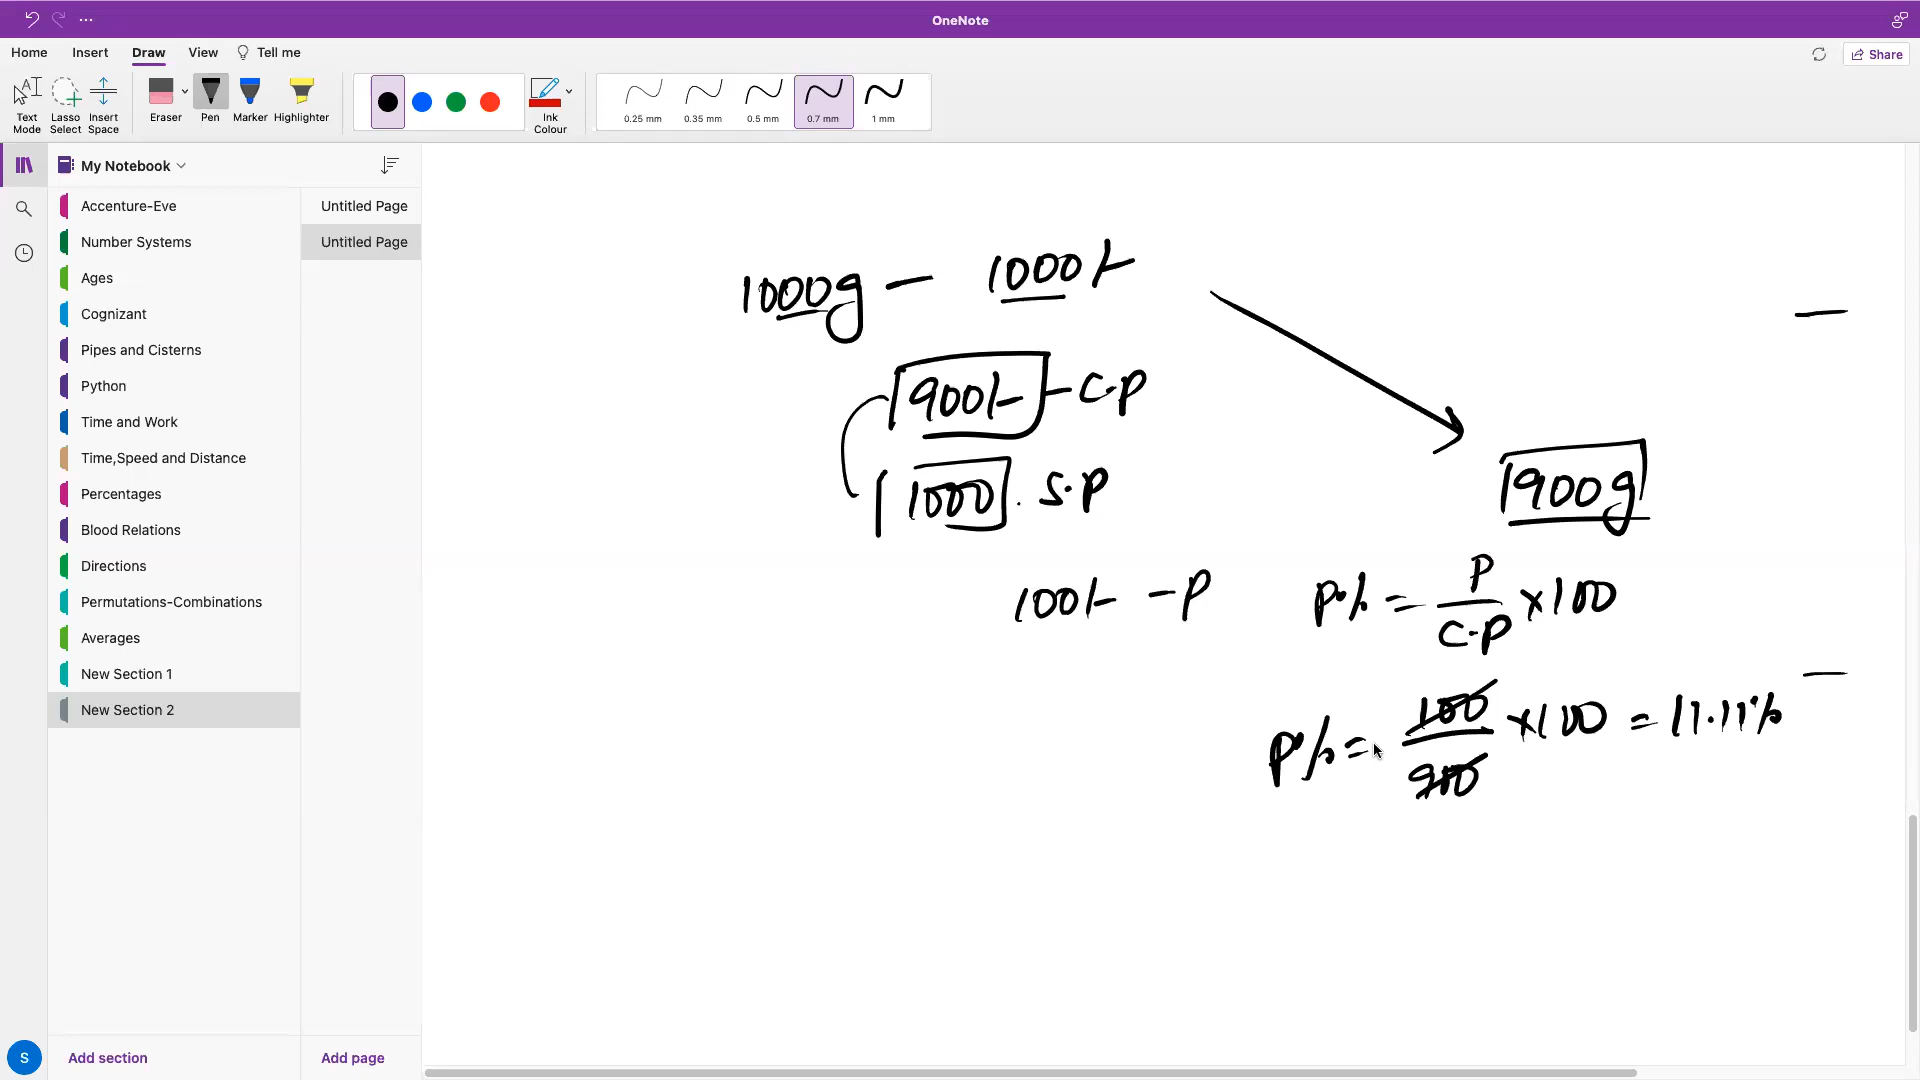 OneNote
Home Insert Draw View Tell me
Share
Text Mode
Lasso Select
Insert Space
Eraser
Pen
Marker
Highlighter
Ink Colour
0.25 mm
0.35 mm
0.5 mm
0.7 mm
1 mm
My Notebook
Accenture-Eve
Number Systems
Ages
Cognizant
Pipes and Cisterns
Python
Time and Work
Time,Speed and Distance
Percentages
Blood Relations
Directions
Permutations-Combinations
Averages
New Section 1
New Section 2
Untitled Page
Untitled Page
1000g - 1000/-
900/- - C.P
1000 . S.P
900g
100/- - P
P% = P/C.P × 100
P% = 100/900 × 100 = 11.11%
S
Add section
Add page